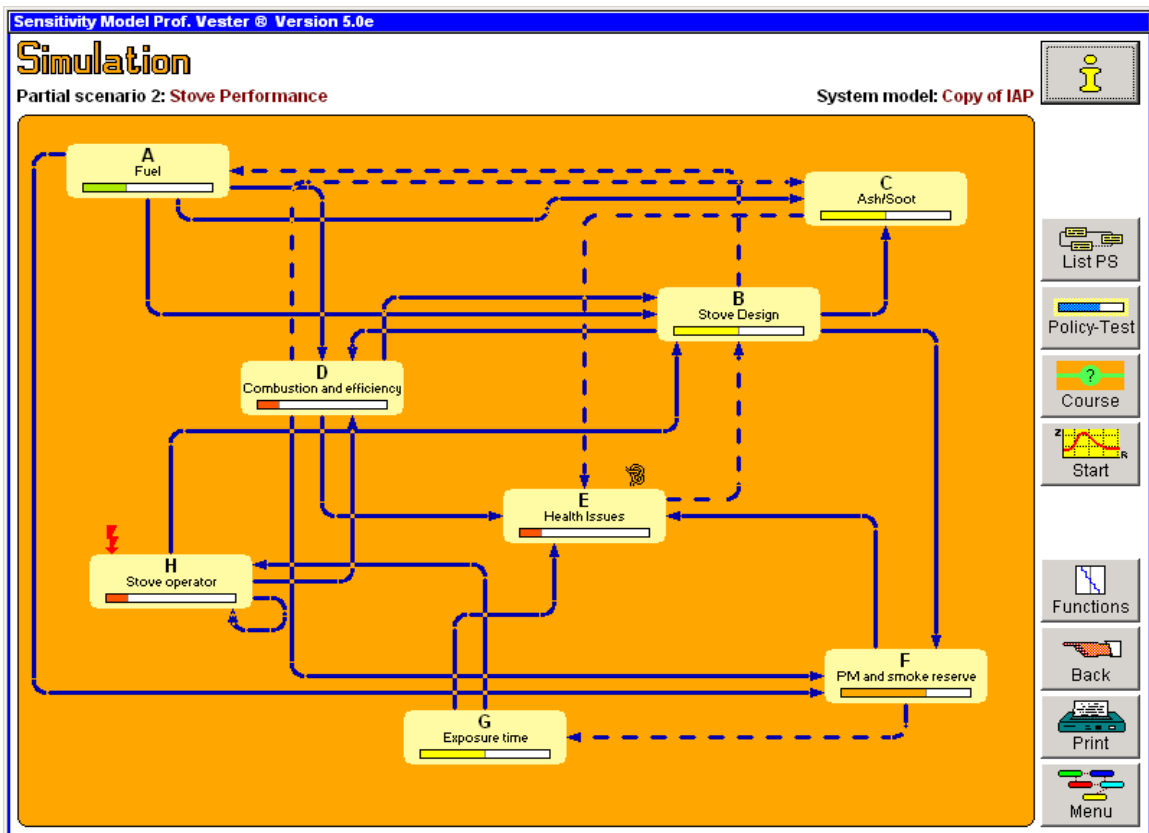 Sensitivity Model Prof. Vester ® Version 5.0e
Simulation
Partial scenario 2: Stove Performance
System model: Copy of IAP
i
A
Fuel
C
Ash/Soot
List PS
B
Stove Design
Policy-Test
D
Combustion and efficiency
?
Course
Z
R
Start
E
Health Issues
H
Stove operator
Functions
F
PM and smoke reserve
Back
G
Exposure time
Print
Menu